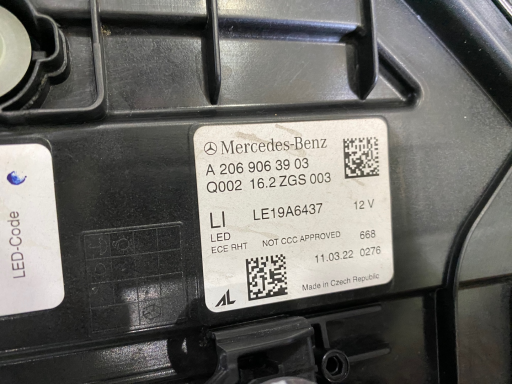 Mercedes-Benz
A 206 906 39 03
Q002 16.2 ZGS 003
LI LE19A6437 12 V
LED
ECE RHT NOT CCC APPROVED 668
11.03.22 0276
AL
Made in Czech Republic
LED-Code